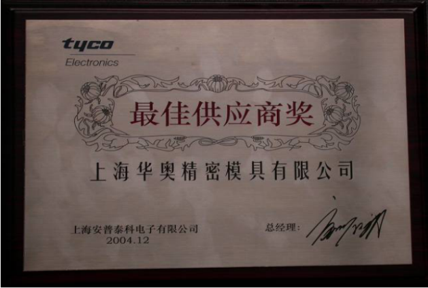 tyco
Electronics
最佳供应商奖
上海华奥精密模具有限公司
上海安普泰科电子有限公司 总经理:
2004.12